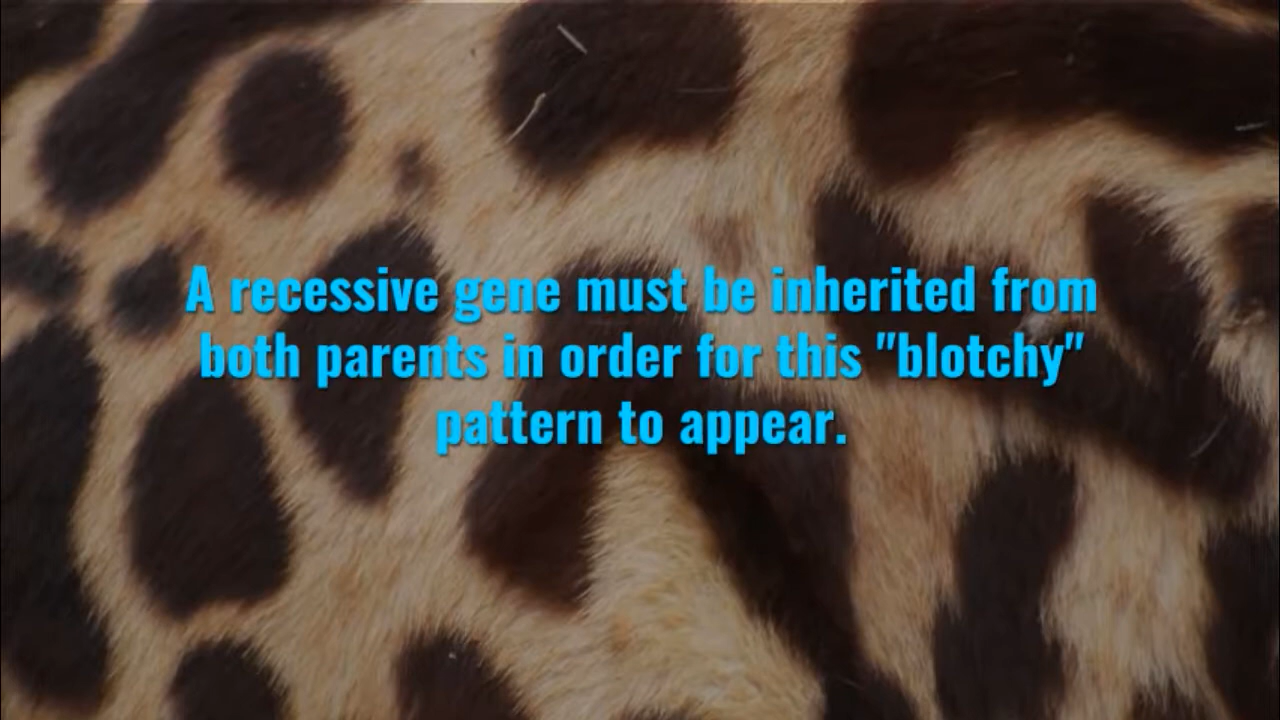 A recessive gene must be inherited from
both parents in order for this "blotchy"
pattern to appear.